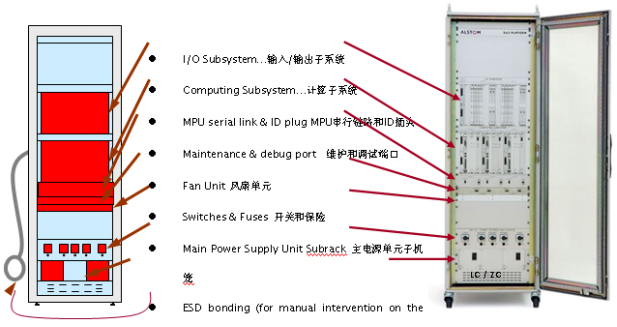 I/O Subsystem...输入/输出子系统
Computing Subsystem...计算子系统
MPU serial link & ID plug MPU串行链路和ID插头
Maintenance & debug port 维护和调试端口
Fan Unit 风扇单元
Switches & Fuses 开关和保险
Main Power Supply Unit Subrack 主电源单元子机
笼
ESD bonding (for manual intervention on the
ALSTOM
LC / ZC